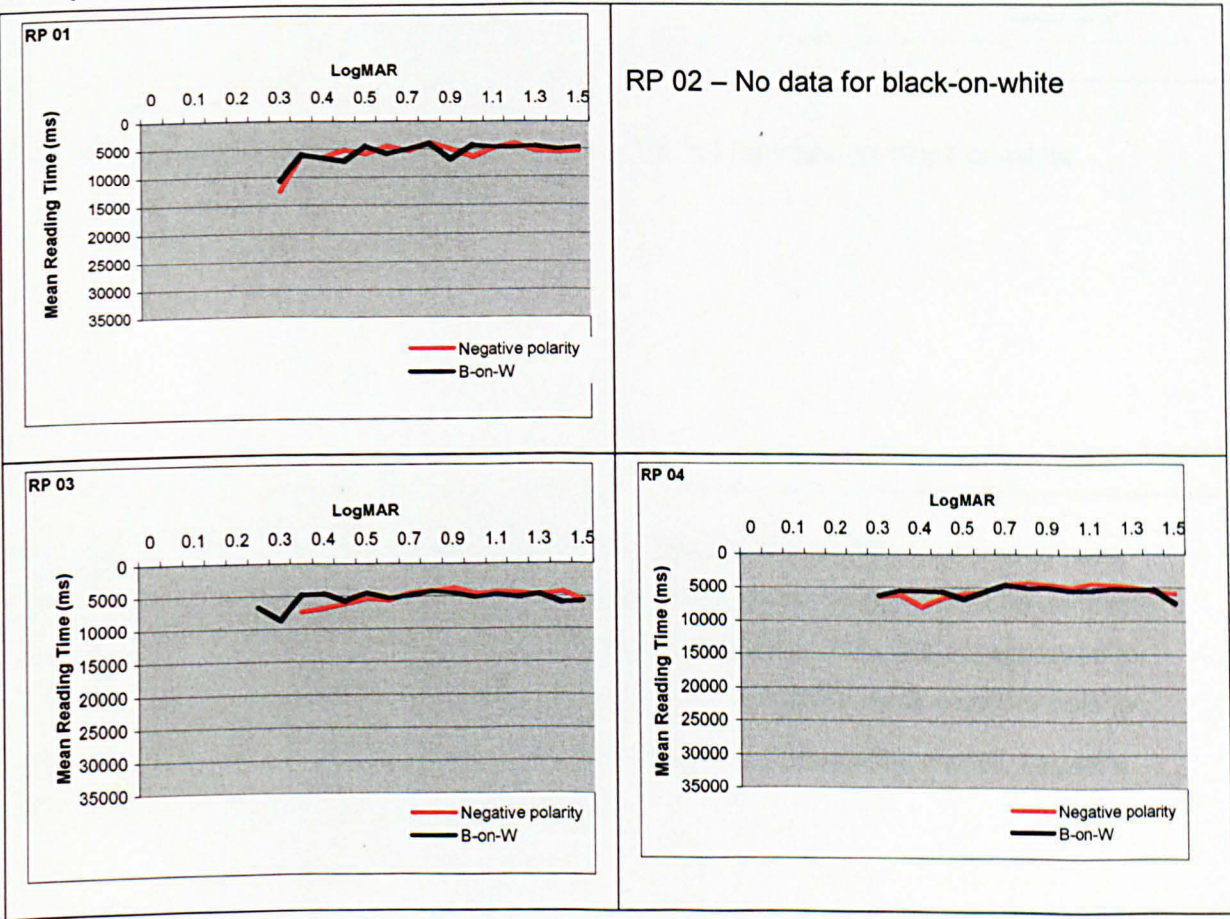 RP 01
LogMAR
0 0.1 0.2 0.3 0.4 0.5 0.7 0.9 1.1 1.3 1.5
Mean Reading Time (ms)
0
5000
10000
15000
20000
25000
30000
35000
Negative polarity
B-on-W
RP 02 – No data for black-on-white
RP 03
LogMAR
0 0.1 0.2 0.3 0.4 0.5 0.7 0.9 1.1 1.3 1.5
Mean Reading Time (ms)
0
5000
10000
15000
20000
25000
30000
35000
Negative polarity
B-on-W
RP 04
LogMAR
0 0.1 0.2 0.3 0.4 0.5 0.7 0.9 1.1 1.3 1.5
Mean Reading Time (ms)
0
5000
10000
15000
20000
25000
30000
35000
Negative polarity
B-on-W